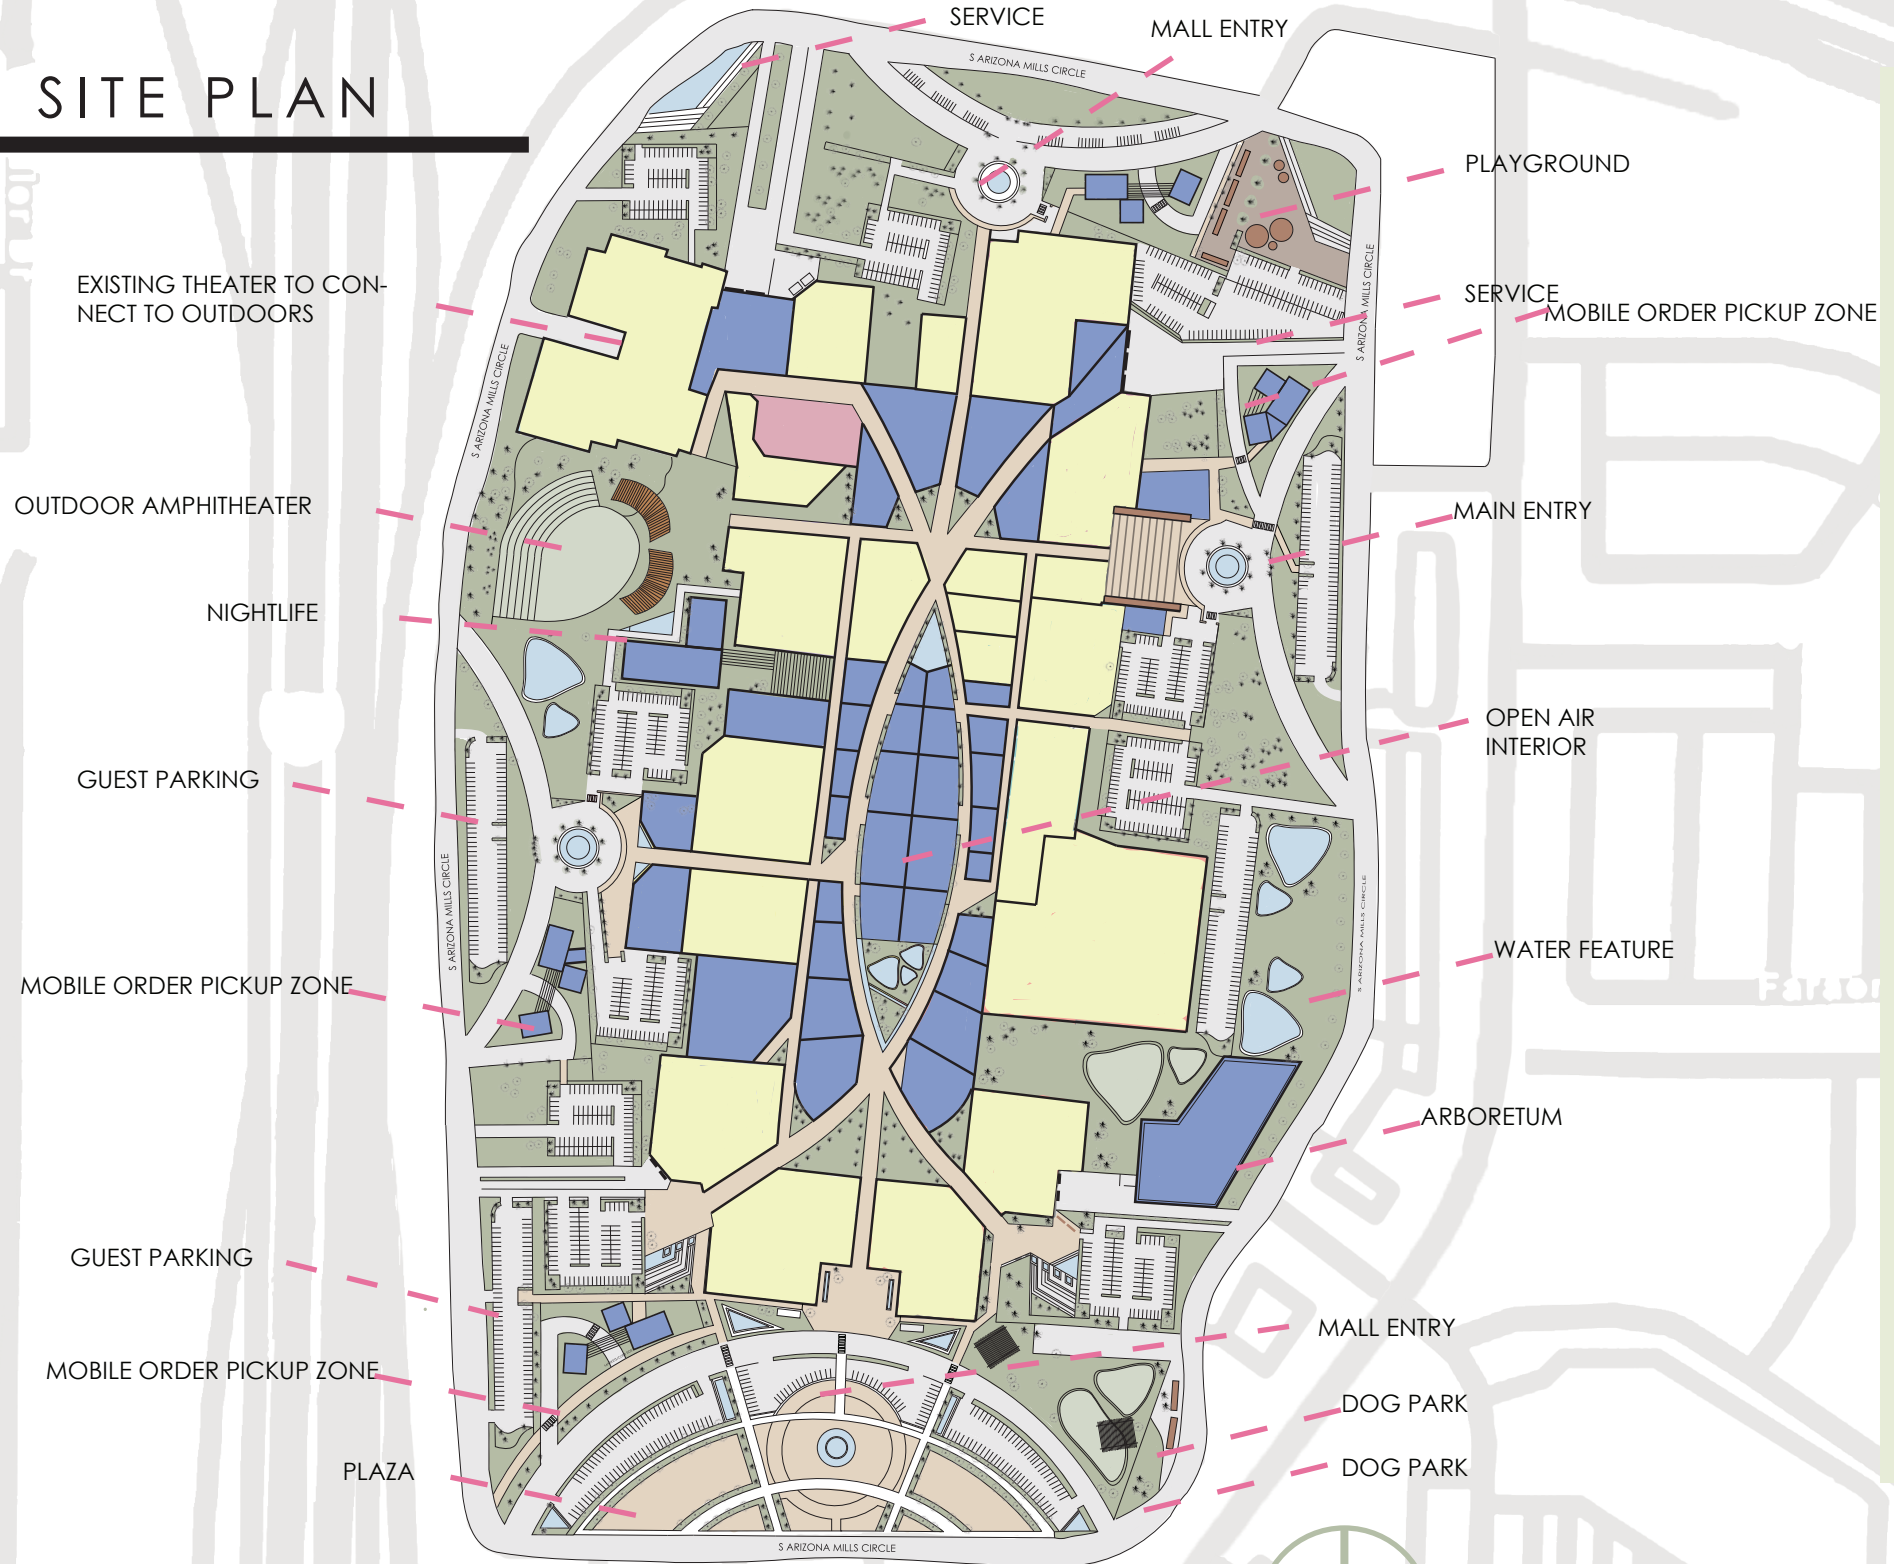 SERVICE
MALL ENTRY
S ARIZONA MILLS CIRCLE
SITE PLAN
PLAYGROUND
EXISTING THEATER TO CON-
NECT TO OUTDOORS
SERVICE
MOBILE ORDER PICKUP ZONE
S ARIZONA MILLS CIRCLE
S ARIZONA MILLS CIRCLE
OUTDOOR AMPHITHEATER
MAIN ENTRY
NIGHTLIFE
OPEN AIR
INTERIOR
GUEST PARKING
S ARIZONA MILLS CIRCLE
S ARIZONA MILLS CIRCLE
WATER FEATURE
MOBILE ORDER PICKUP ZONE
ARBORETUM
GUEST PARKING
MALL ENTRY
MOBILE ORDER PICKUP ZONE
DOG PARK
PLAZA
DOG PARK
S ARIZONA MILLS CIRCLE